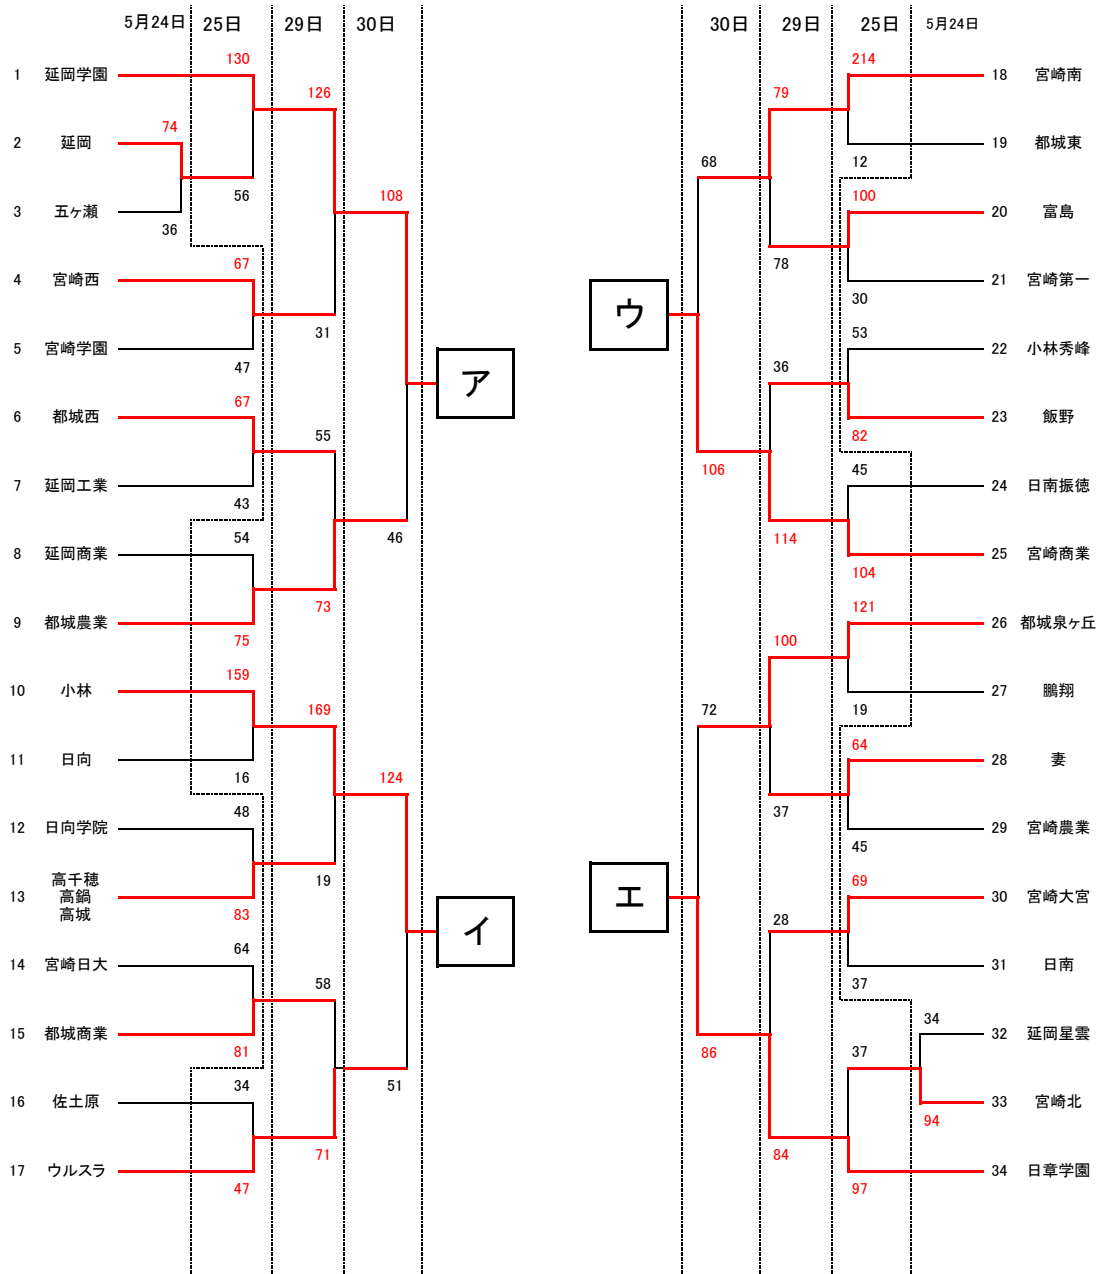 5月24日 25日 29日 30日
30日 29日 25日 5月24日
130
1 延岡学園
126
74
2 延岡
56
3 五ヶ瀬
36
108
67
4 宮崎西
31
5 宮崎学園
47
ア
67
6 都城西
55
7 延岡工業
43
54
46
8 延岡商業
73
9 都城農業
75
159
10 小林
169
11 日向
16
124
48
12 日向学院
19
高千穂
13 高鍋
高城
83
イ
64
14 宮崎日大
58
15 都城商業
81
34
51
16 佐土原
71
17 ウルスラ
47
214
18 宮崎南
79
19 都城東
12
68
100
20 富島
78
21 宮崎第一
30
ウ
53
22 小林秀峰
36
23 飯野
82
45
106
24 日南振徳
114
25 宮崎商業
104
121
26 都城泉ヶ丘
100
27 鵬翔
19
72
64
28 妻
37
29 宮崎農業
45
エ
69
30 宮崎大宮
28
31 日南
37
34
32 延岡星雲
37
86
33 宮崎北
94
84
34 日章学園
97